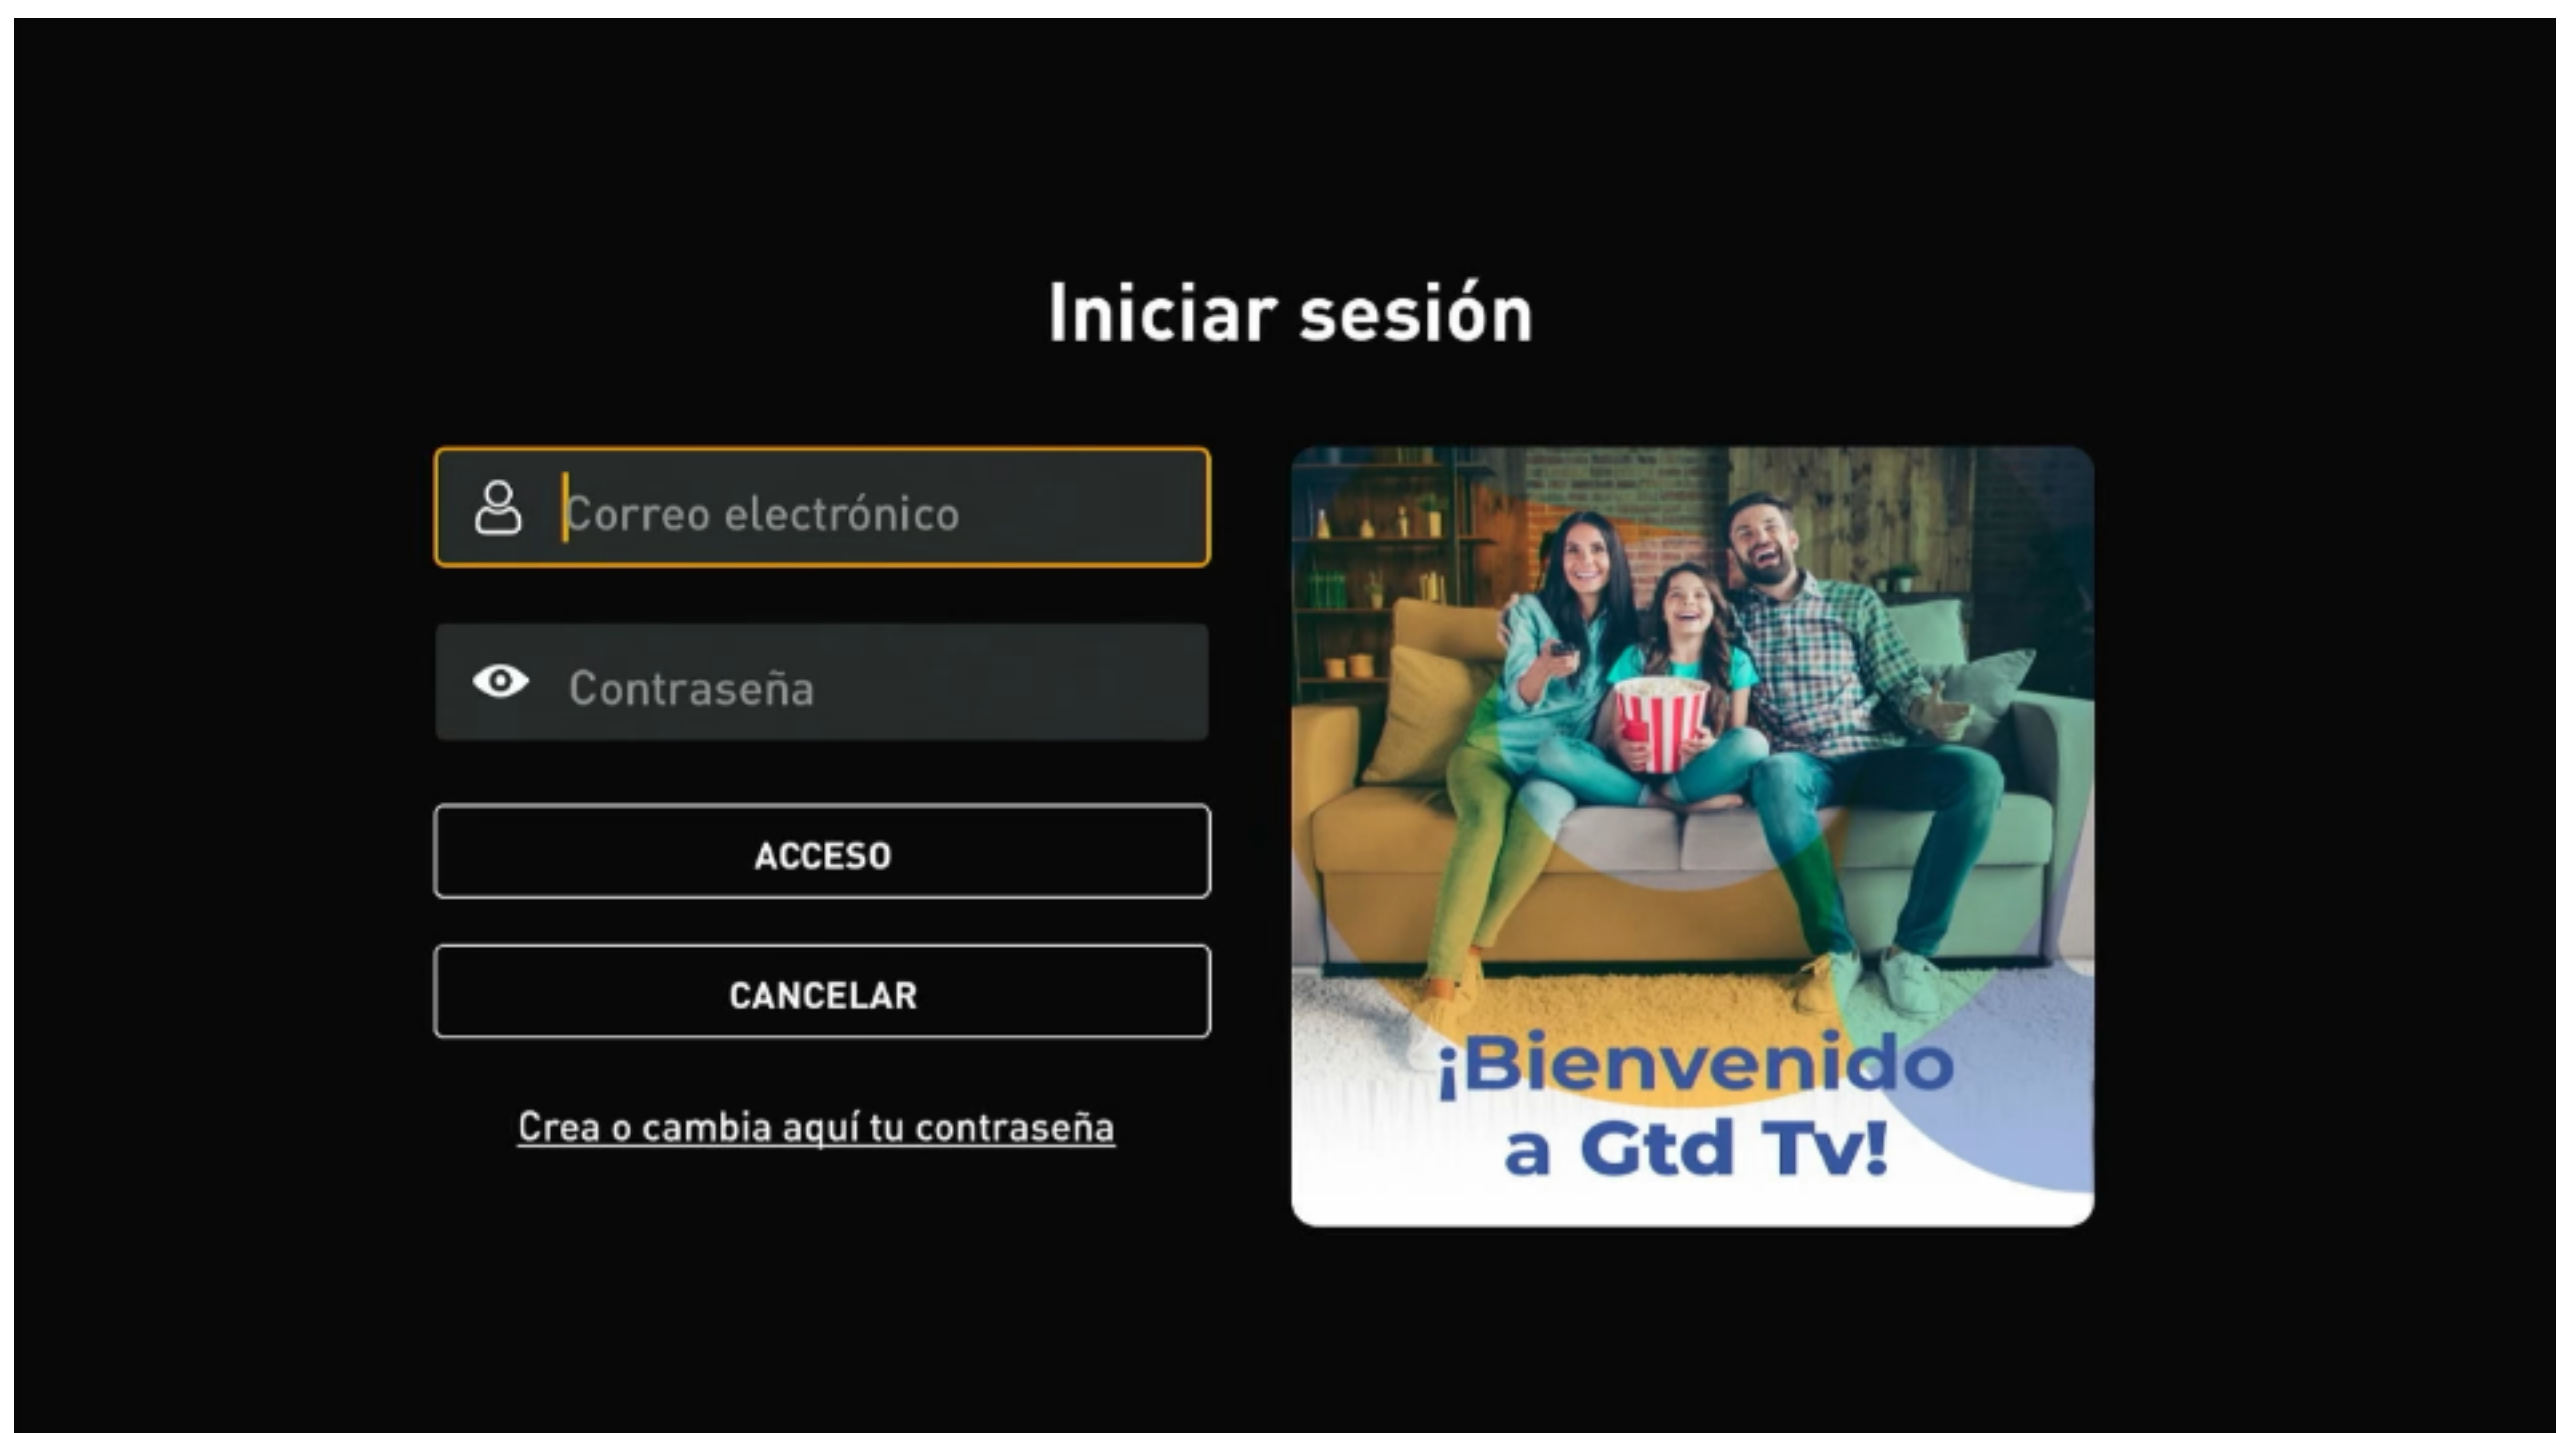 Iniciar sesión
Correo electrónico
Contraseña
ACCESO
CANCELAR
Crea o cambia aquí tu contraseña
¡Bienvenido
a Gtd Tv!